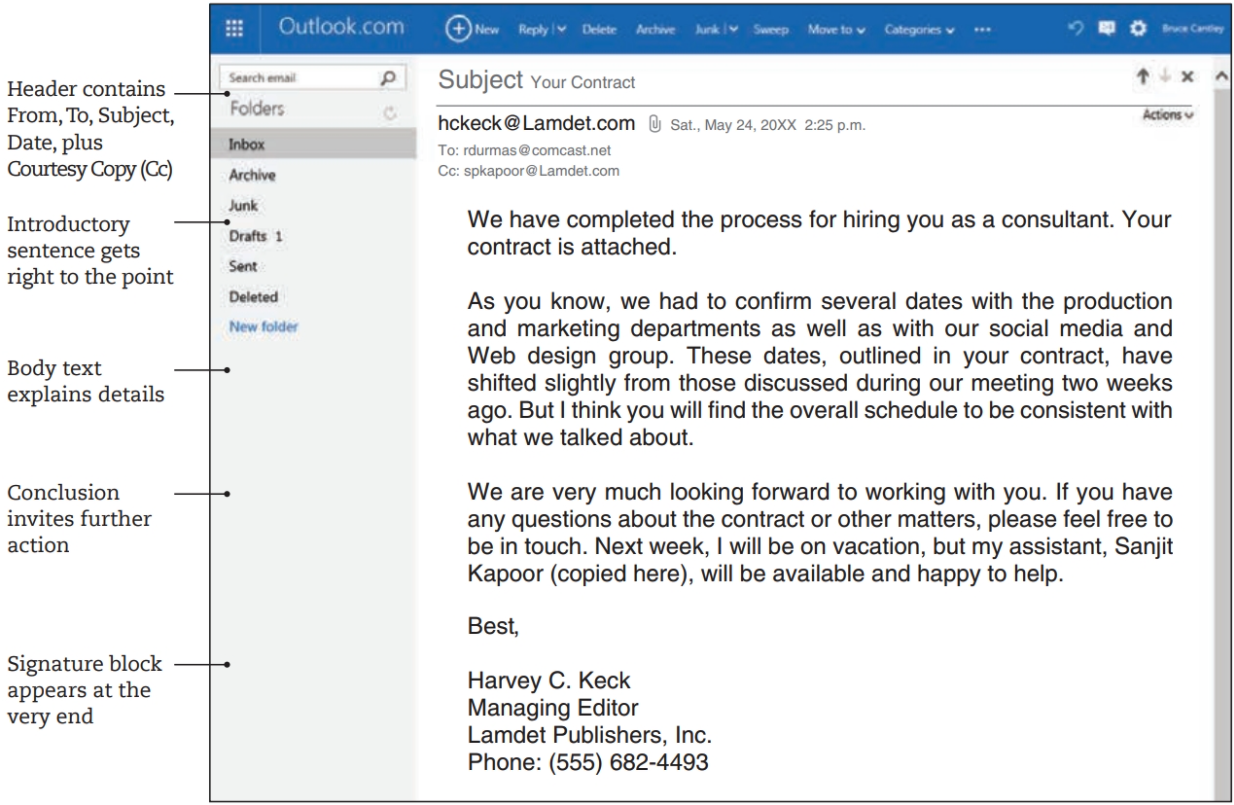 Outlook.com
New Reply Delete Archive Junk Sweep Move to Categories ••• Bruce Cantley
Header contains
From, To, Subject,
Date, plus
Courtesy Copy (Cc)
Introductory
sentence gets
right to the point
Body text
explains details
Conclusion
invites further
action
Signature block
appears at the
very end
Search email
Folders
Inbox
Archive
Junk
Drafts 1
Sent
Deleted
New folder
Subject Your Contract
Actions
hckeck@Lamdet.com Sat., May 24, 20XX 2:25 p.m.
To: rdurmas@comcast.net
Cc: spkapoor@Lamdet.com
We have completed the process for hiring you as a consultant. Your
contract is attached.
As you know, we had to confirm several dates with the production
and marketing departments as well as with our social media and
Web design group. These dates, outlined in your contract, have
shifted slightly from those discussed during our meeting two weeks
ago. But I think you will find the overall schedule to be consistent with
what we talked about.
We are very much looking forward to working with you. If you have
any questions about the contract or other matters, please feel free to
be in touch. Next week, I will be on vacation, but my assistant, Sanjit
Kapoor (copied here), will be available and happy to help.
Best,
Harvey C. Keck
Managing Editor
Lamdet Publishers, Inc.
Phone: (555) 682-4493